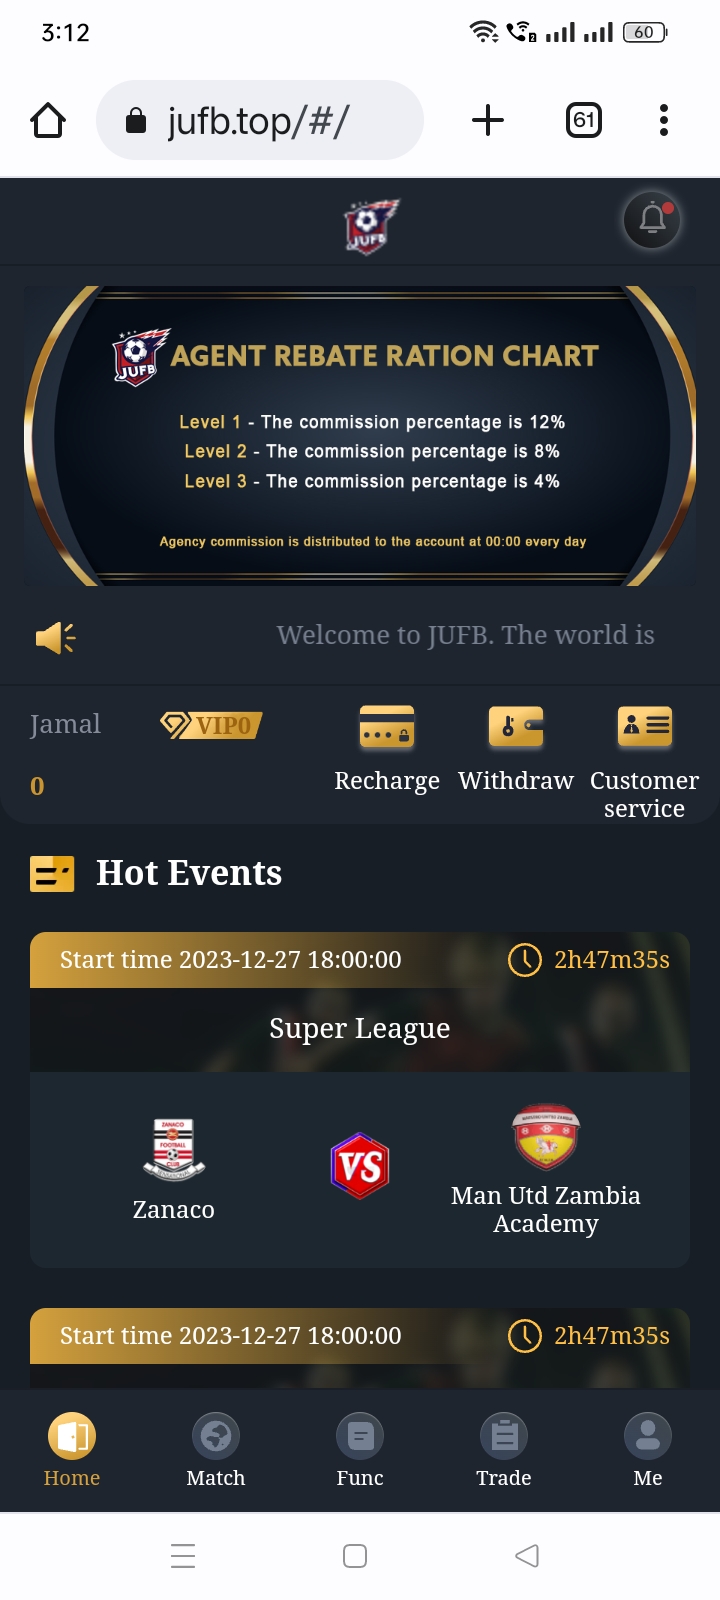 3:12
2
60
jufb.top/#/
61
JUFB
JUFB
AGENT REBATE RATION CHART
Level 1 - The commission percentage is 12%
Level 2 - The commission percentage is 8%
Level 3 - The commission percentage is 4%
Agency commission is distributed to the account at 00:00 every day
Welcome to JUFB. The world is
Jamal
VIP0
0
Recharge
Withdraw
Customer
service
Hot Events
Start time 2023-12-27 18:00:00
2h47m35s
Super League
ZANACO
FOOTBALL
CLUB
VS
Zanaco
Man Utd Zambia
Academy
Start time 2023-12-27 18:00:00
2h47m35s
Home
Match
Func
Trade
Me